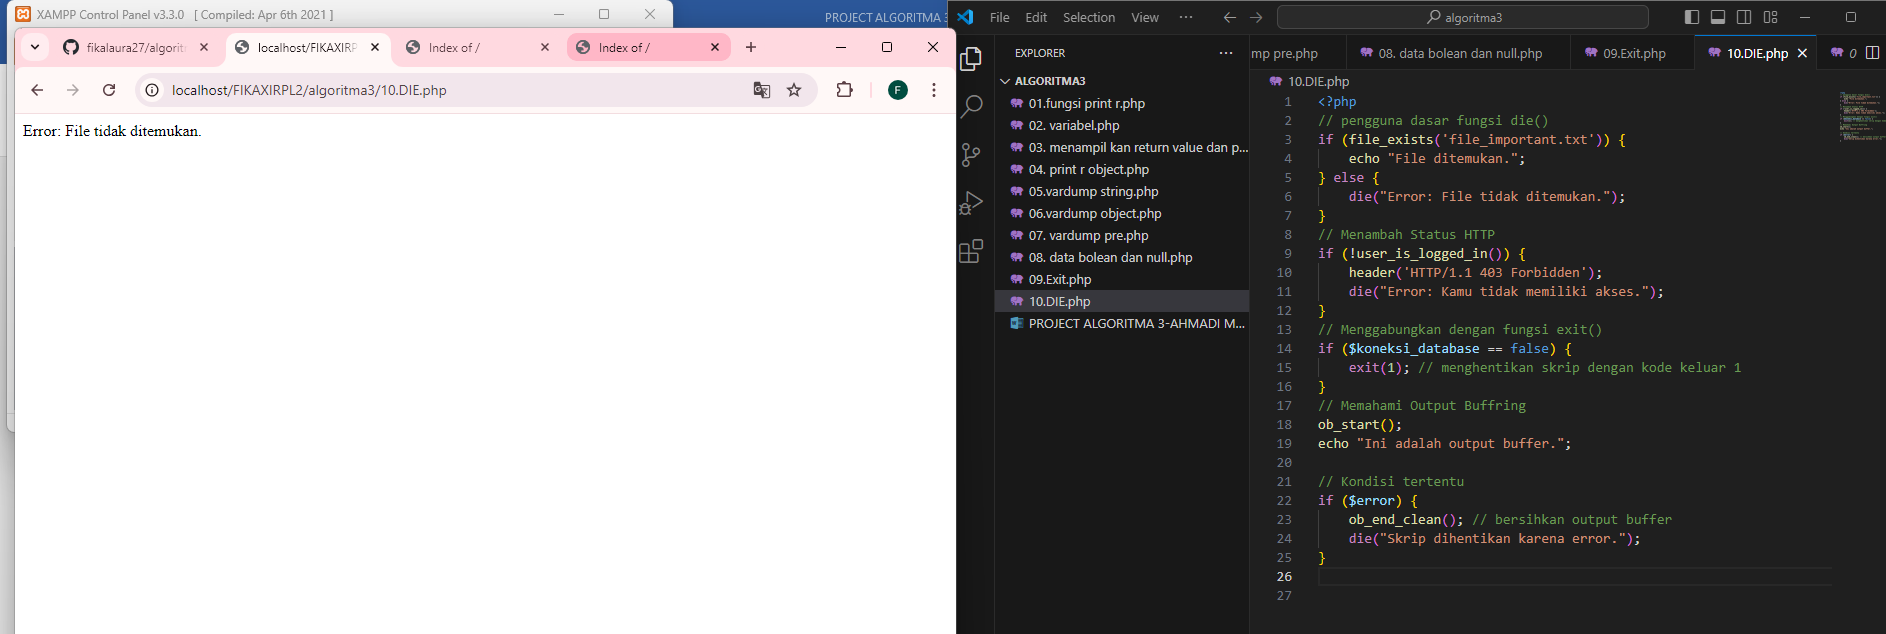 XAMPP Control Panel v3.3.0 [ Compiled: Apr 6th 2021 ]
PROJECT ALGORITMA 3
fikalaura27/algorit
localhost/FIKAXIRP
Index of /
Index of /
localhost/FIKAXIRPL2/algoritma3/10.DIE.php
F
Error: File tidak ditemukan.
File Edit Selection View
algoritma3
EXPLORER
ALGORITMA3
01.fungsi print r.php
02. variabel.php
03. menampil kan return value dan p...
04. print r object.php
05.vardump string.php
06.vardump object.php
07. vardump pre.php
08. data bolean dan null.php
09.Exit.php
10.DIE.php
PROJECT ALGORITMA 3-AHMADI M...
mp pre.php
08. data bolean dan null.php
09.Exit.php
10.DIE.php
0
10.DIE.php
1 <?php
2 // pengguna dasar fungsi die()
3 if (file_exists('file_important.txt')) {
4 echo "File ditemukan.";
5 } else {
6 die("Error: File tidak ditemukan.");
7 }
8 // Menambah Status HTTP
9 if (!user_is_logged_in()) {
10 header('HTTP/1.1 403 Forbidden');
11 die("Error: Kamu tidak memiliki akses.");
12 }
13 // Menggabungkan dengan fungsi exit()
14 if ($koneksi_database == false) {
15 exit(1); // menghentikan skrip dengan kode keluar 1
16 }
17 // Memahami Output Buffring
18 ob_start();
19 echo "Ini adalah output buffer.";
20
21 // Kondisi tertentu
22 if ($error) {
23 ob_end_clean(); // bersihkan output buffer
24 die("Skrip dihentikan karena error.");
25 }
26
27